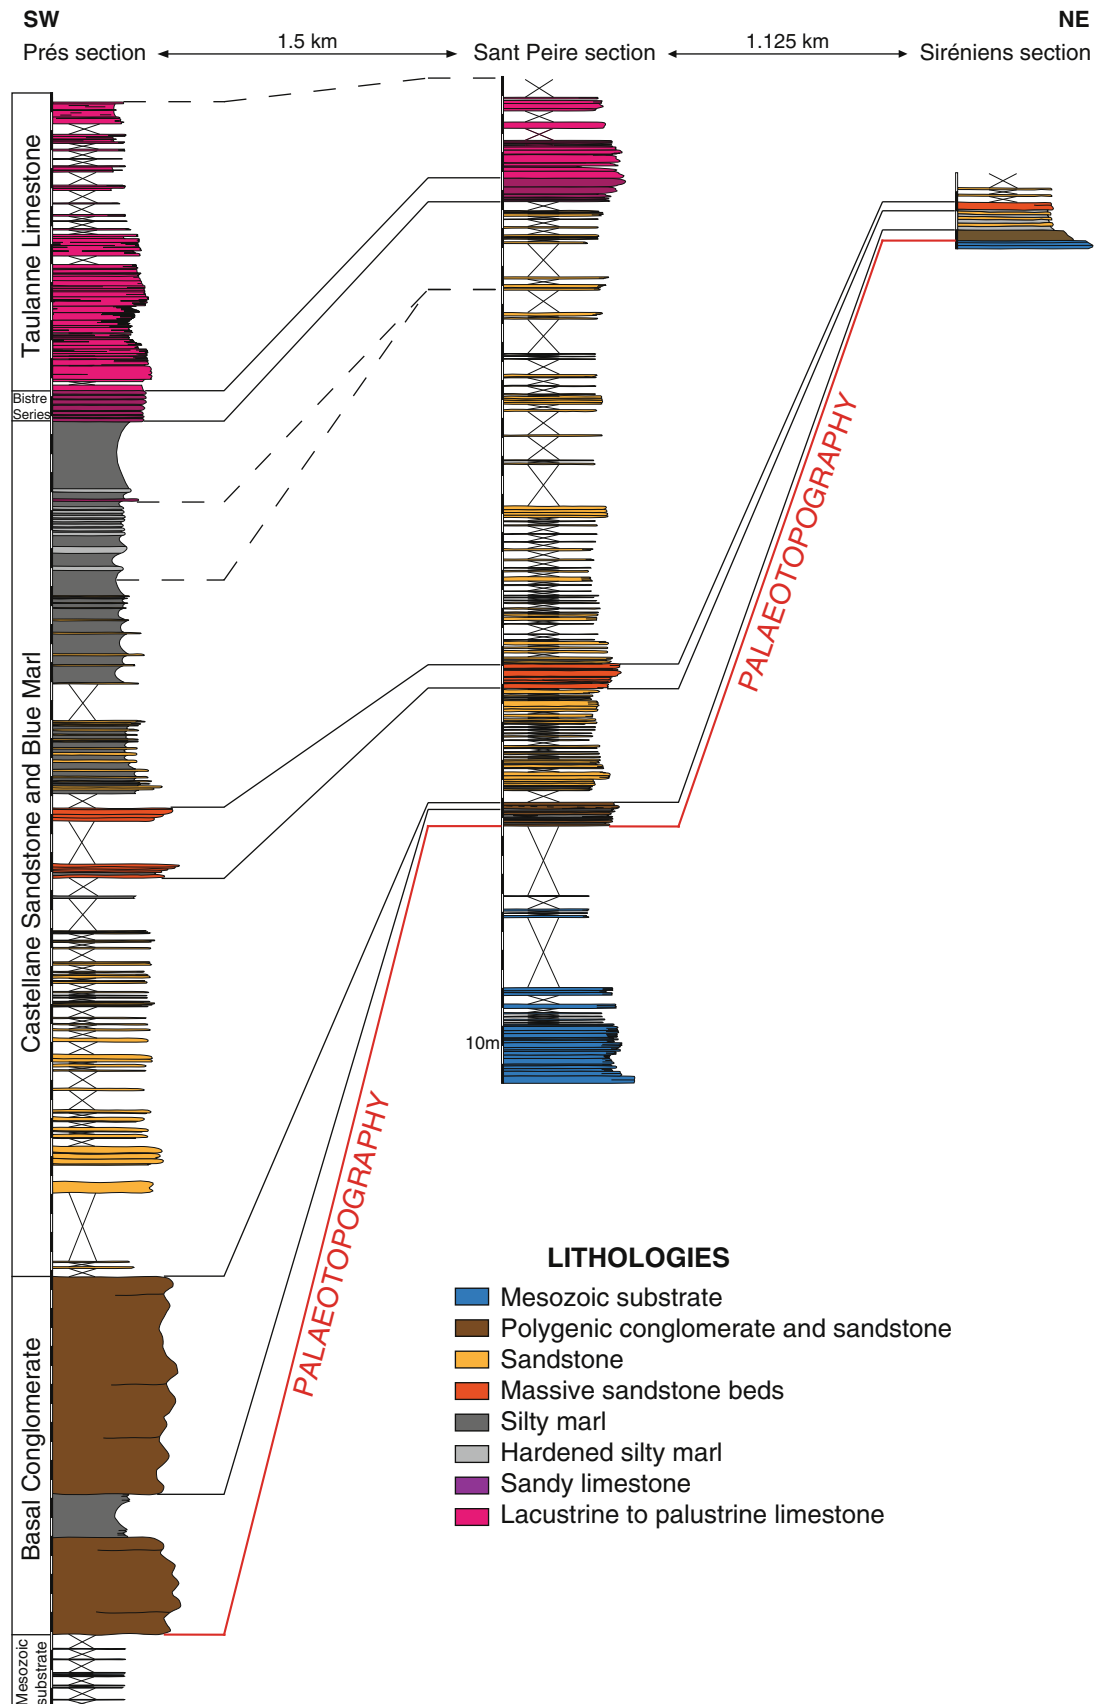 SW
NE
Prés section
1.5 km
Sant Peire section
1.125 km
Siréniens section
Taulanne Limestone
Bistre
Series
Castellane Sandstone and Blue Marl
Basal Conglomerate
Mesozoic
substrate
10m
PALAEOTOPOGRAPHY
PALAEOTOPOGRAPHY
LITHOLOGIES
Mesozoic substrate
Polygenic conglomerate and sandstone
Sandstone
Massive sandstone beds
Silty marl
Hardened silty marl
Sandy limestone
Lacustrine to palustrine limestone